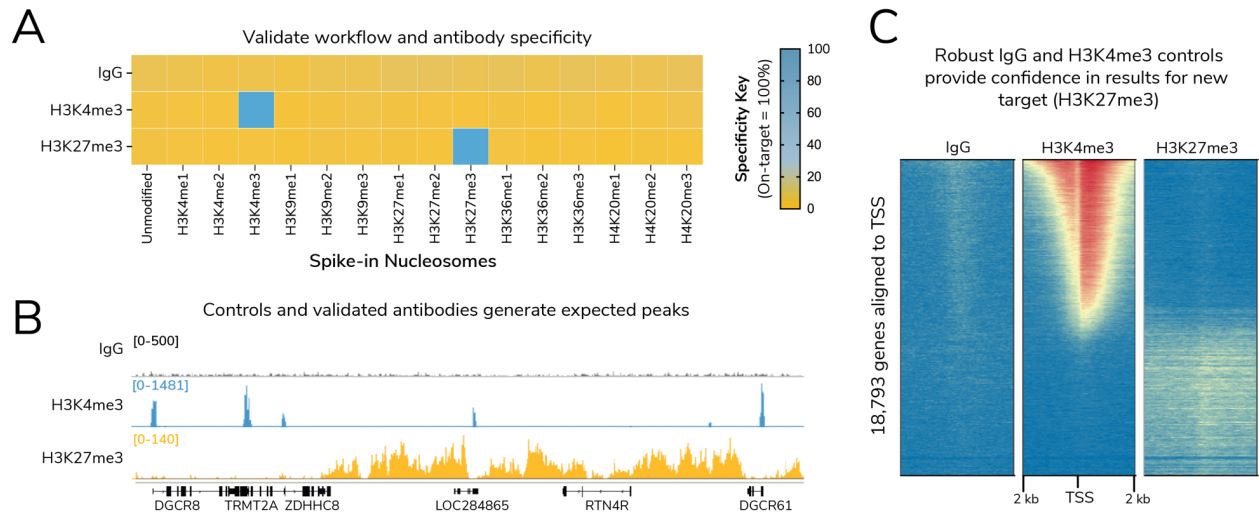 A
Validate workflow and antibody specificity
IgG
H3K4me3
H3K27me3
Unmodified
H3K4me1
H3K4me2
H3K4me3
H3K9me1
H3K9me2
H3K9me3
H3K27me1
H3K27me2
H3K27me3
H3K36me1
H3K36me2
H3K36me3
H4K20me1
H4K20me2
H4K20me3
Spike-in Nucleosomes
Specificity Key
(On-target = 100%)
100
80
60
40
20
0
B
Controls and validated antibodies generate expected peaks
IgG
[0-500]
H3K4me3
[0-1481]
H3K27me3
[0-140]
DGCR8 TRMT2A ZDHHC8 LOC284865 RTN4R DGCR61
C
Robust IgG and H3K4me3 controls
provide confidence in results for new
target (H3K27me3)
IgG H3K4me3 H3K27me3
18,793 genes aligned to TSS
2 kb TSS 2 kb